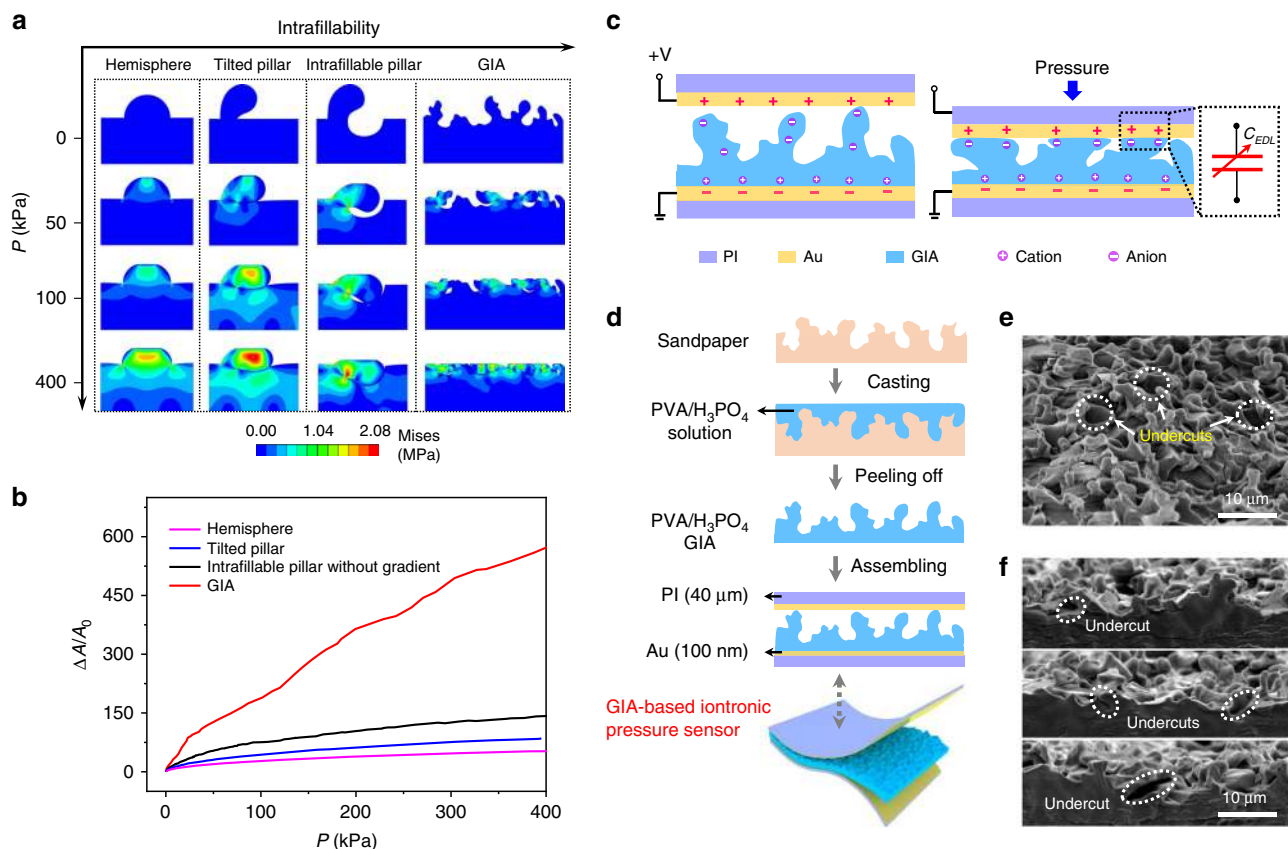 a
Intrafillability
Hemisphere
Tilted pillar
Intrafillable pillar
GIA
P (kPa)
0
50
100
400
0.00 1.04 2.08
Mises
(MPa)
b
Hemisphere
Tilted pillar
Intrafillable pillar without gradient
GIA
ΔA/A₀
600
450
300
150
0
0 100 200 300 400
P (kPa)
c
+V
Pressure
C_EDL
PI
Au
GIA
Cation
Anion
d
Sandpaper
Casting
PVA/H₃PO₄
solution
Peeling off
PVA/H₃PO₄
GIA
Assembling
PI (40 μm)
Au (100 nm)
GIA-based iontronic
pressure sensor
e
Undercuts
10 μm
f
Undercut
Undercuts
Undercut
10 μm